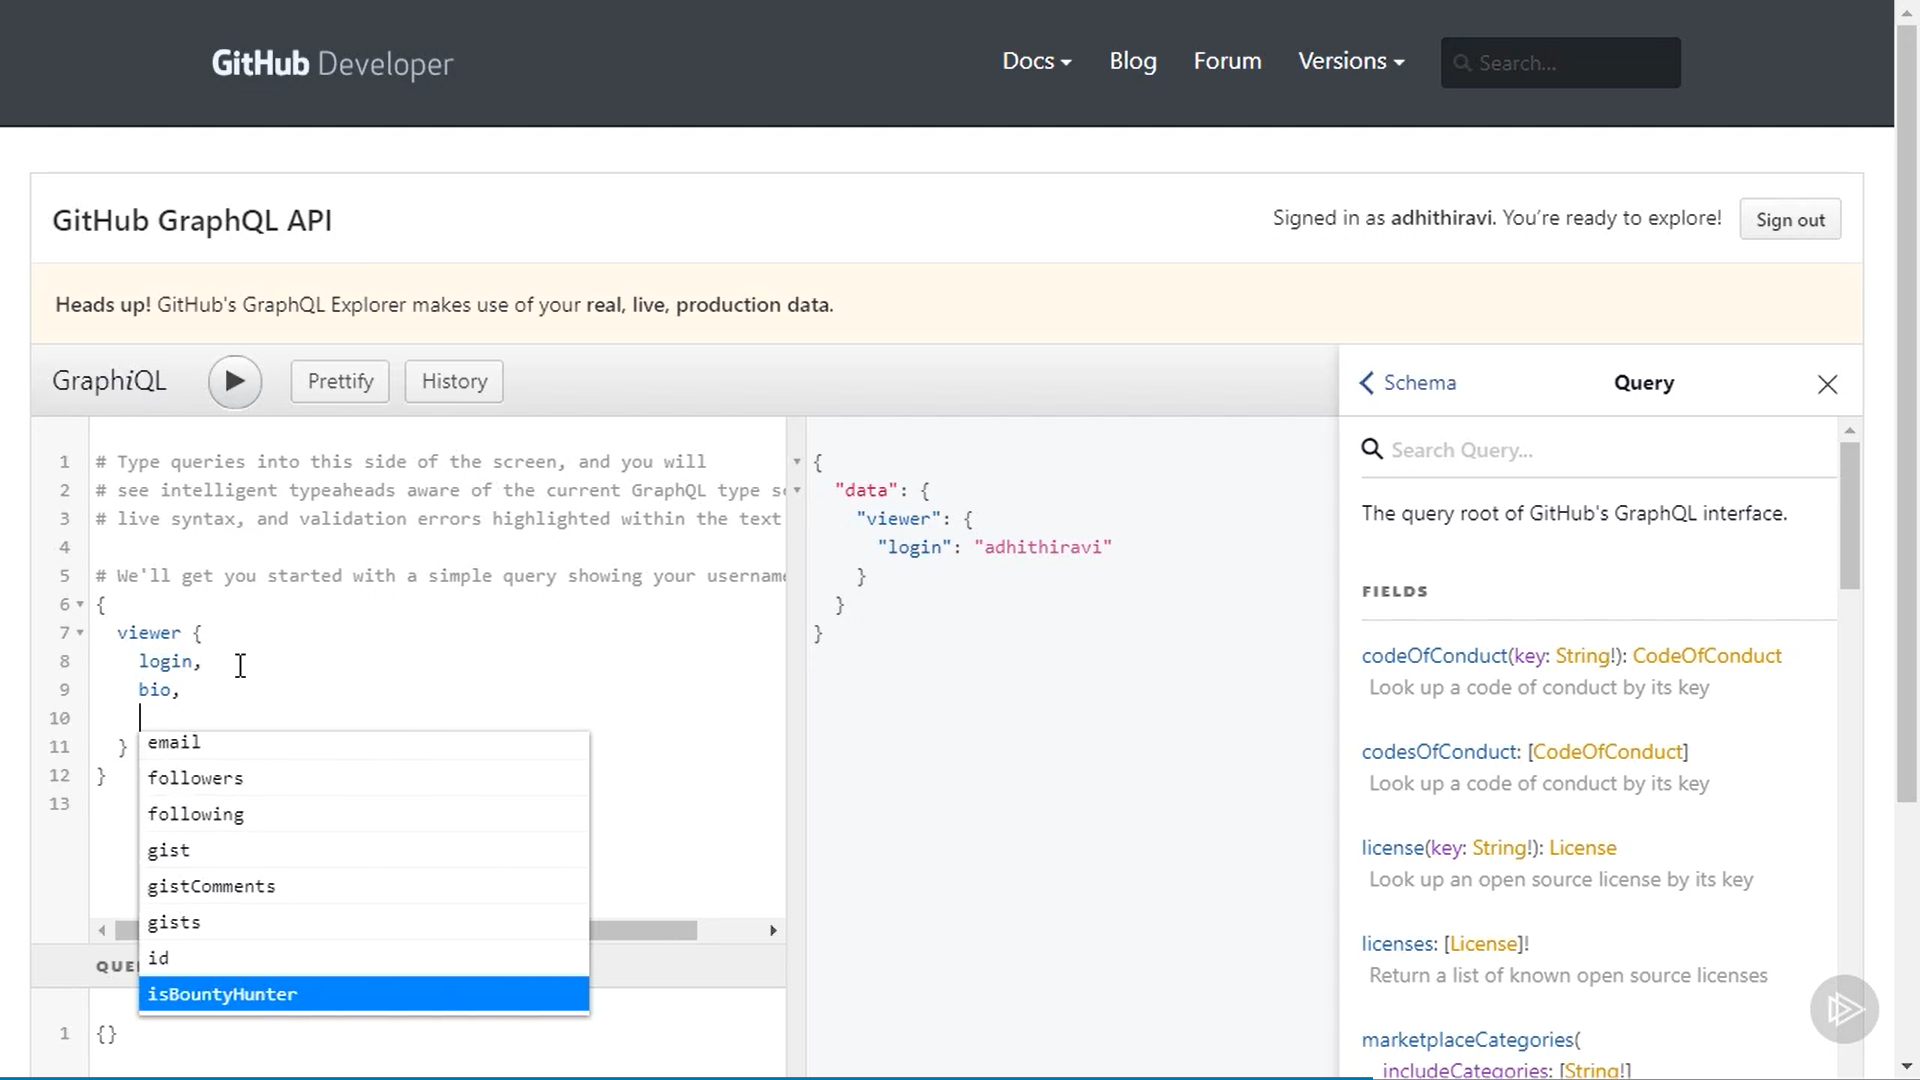 GitHub Developer
Docs
Blog
Forum
Versions
Search...
GitHub GraphQL API
Signed in as adhithiravi. You're ready to explore!
Sign out
Heads up! GitHub's GraphQL Explorer makes use of your real, live, production data.
GraphiQL
Prettify
History
Schema
Query
1 # Type queries into this side of the screen, and you will
2 # see intelligent typeaheads aware of the current GraphQL type s
3 # live syntax, and validation errors highlighted within the text
4
5 # We'll get you started with a simple query showing your username
6 {
7 viewer {
8 login,
9 bio,
10
11 }
12 }
13
email
followers
following
gist
gistComments
gists
id
isBountyHunter
QUE
1 {}
{
"data": {
"viewer": {
"login": "adhithiravi"
}
}
}
Search Query...
The query root of GitHub's GraphQL interface.
FIELDS
codeOfConduct(key: String!): CodeOfConduct
Look up a code of conduct by its key
codesOfConduct: [CodeOfConduct]
Look up a code of conduct by its key
license(key: String!): License
Look up an open source license by its key
licenses: [License]!
Return a list of known open source licenses
marketplaceCategories(
includeCategories: [String!]